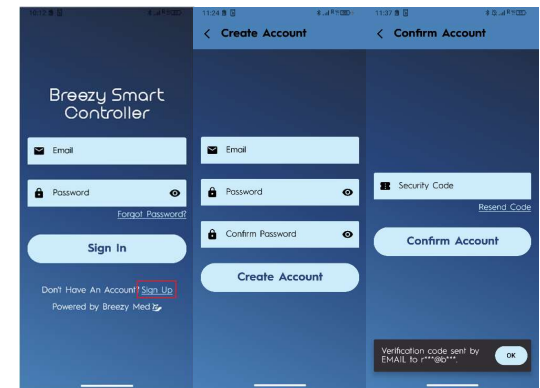 10:12
Breezy Smart
Controller
Email
Password
Forgot Password?
Sign In
Don't Have An Account? Sign Up
Powered by Breezy Med
11:24
Create Account
Email
Password
Confirm Password
Create Account
11:37
Confirm Account
Security Code
Resend Code
Confirm Account
Verification code sent by
EMAIL to r***@b***.
OK